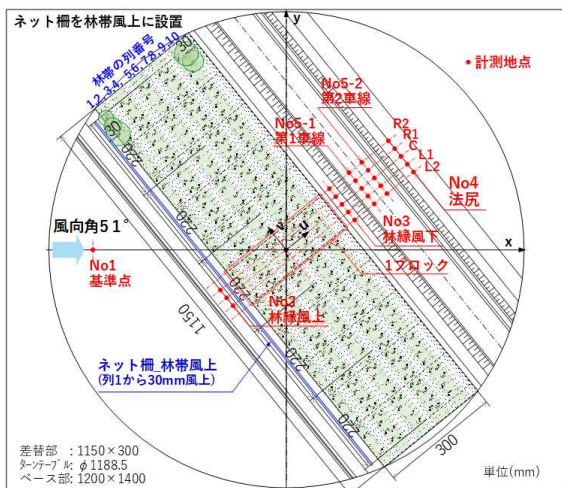 ネット柵を林帯風上に設置
林帯の列番号
1,2,3,4, 5,6,7,8,9,10
30
30
y
• 計測地点
No5-2
第2車線
No5-1
第1車線
R2
R1
C
L1
L2
No4
法尻
220
220
220
220
220
風向角51°
No1
基準点
v
u
x
No3
林縁風下
1ブロック
No2
林縁風上
1150
ネット柵_林帯風上
(列1から30mm風上)
300
差替部 : 1150×300
ターンテーブル: φ1188.5
ベース部: 1200×1400
単位(mm)